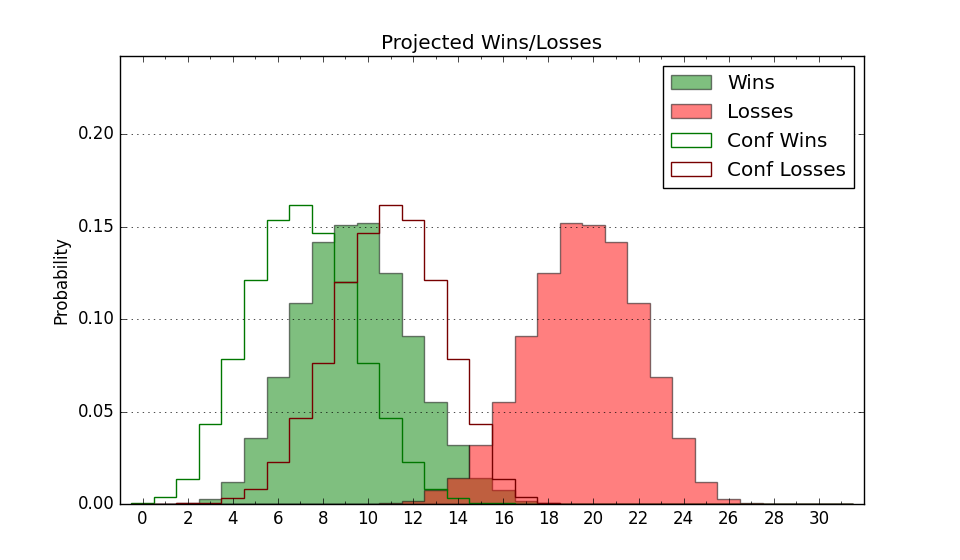 Projected Wins/Losses
Wins
Losses
Conf Wins
Conf Losses
Probability
0.20
0.15
0.10
0.05
0.00
0 2 4 6 8 10 12 14 16 18 20 22 24 26 28 30